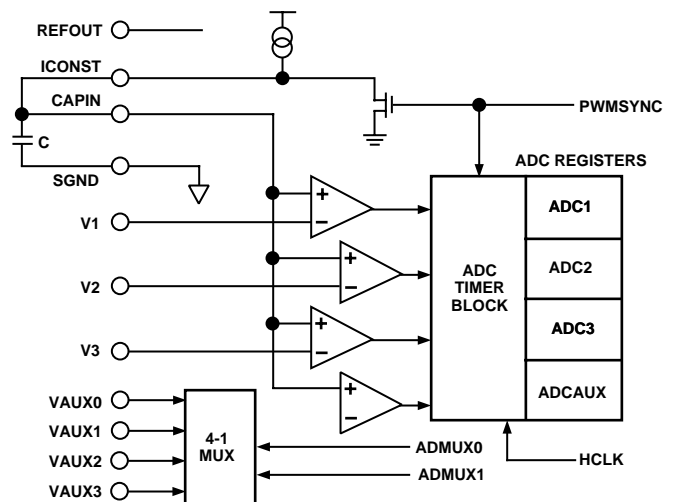 REFOUT
ICONST
CAPIN
C
SGND
PWMSYNC
ADC REGISTERS
V1
+
–
ADC1
V2
+
–
ADC
TIMER
BLOCK
ADC2
V3
+
–
ADC3
+
–
ADCAUX
VAUX0
VAUX1
VAUX2
VAUX3
4-1
MUX
ADMUX0
ADMUX1
HCLK